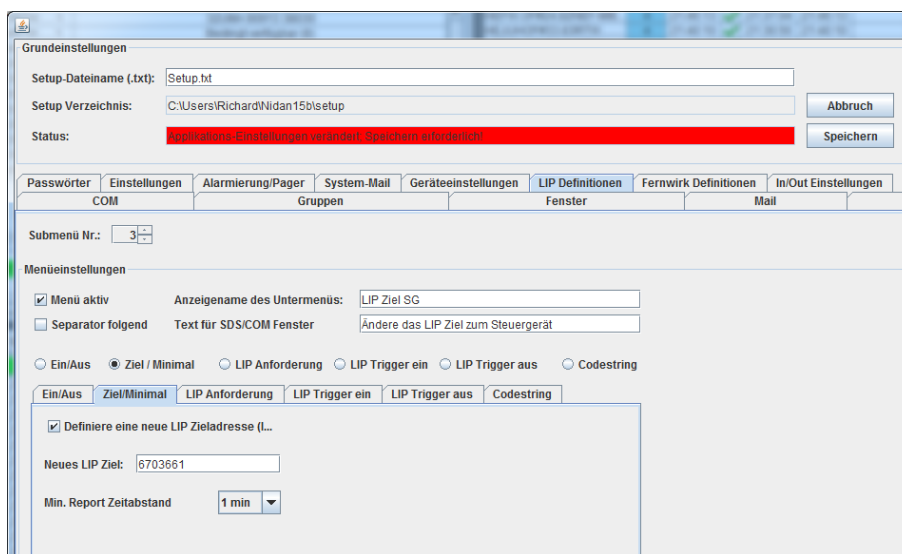 Grundeinstellungen
Setup-Dateiname (.txt): Setup.txt
Setup Verzeichnis: C:\Users\Richard\Nidan15b\setup Abbruch
Status: Applikations-Einstellungen verändert: Speichern erforderlich! Speichern
Passwörter Einstellungen Alarmierung/Pager System-Mail Geräteeinstellungen LIP Definitionen Fernwirk Definitionen In/Out Einstellungen
COM Gruppen Fenster Mail
Submenü Nr.: 3
Menüeinstellungen
Menü aktiv Anzeigename des Untermenüs: LIP Ziel SG
Separator folgend Text für SDS/COM Fenster Ändere das LIP Ziel zum Steuergerät
Ein/Aus Ziel / Minimal LIP Anforderung LIP Trigger ein LIP Trigger aus Codestring
Ein/Aus Ziel/Minimal LIP Anforderung LIP Trigger ein LIP Trigger aus Codestring
Definiere eine neue LIP Zieladresse (I...
Neues LIP Ziel: 6703661
Min. Report Zeitabstand 1 min